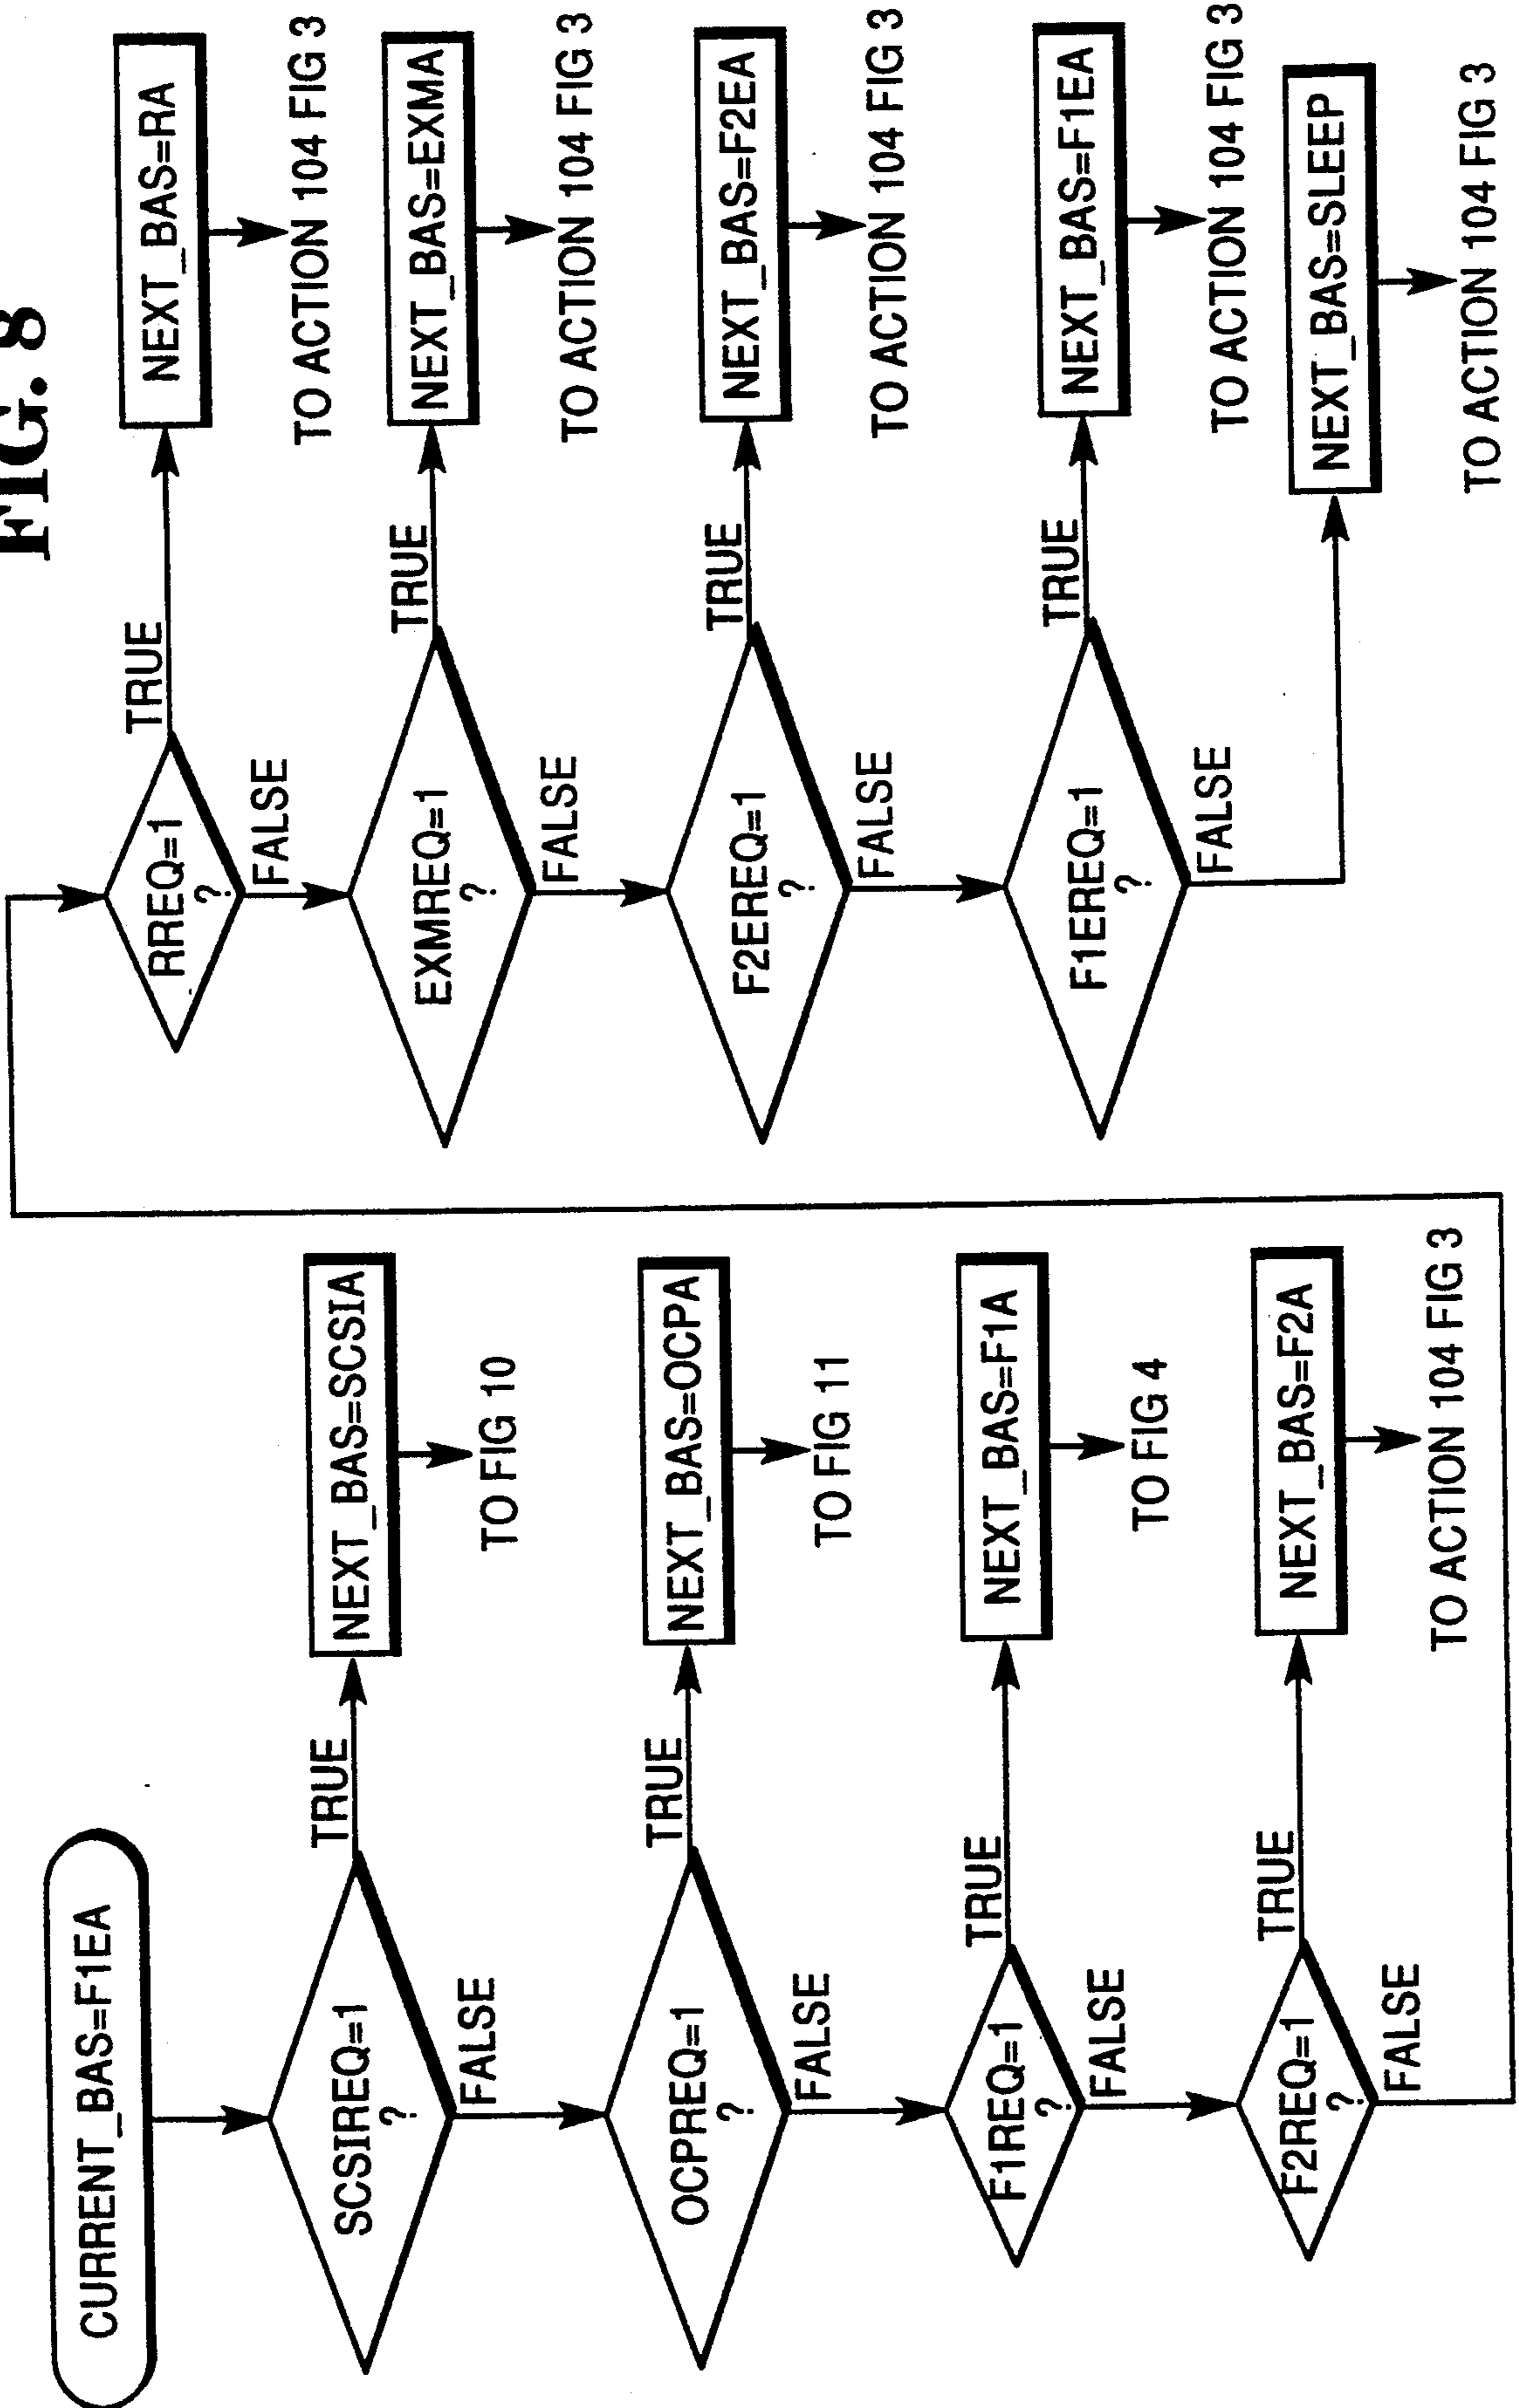 FIG. 8
CURRENT_BAS=F1EA
SCSIREQ=1
?
TRUE
NEXT_BAS=SCSIA
TO FIG 10
FALSE
OCPREQ=1
?
TRUE
NEXT_BAS=OCPA
TO FIG 11
FALSE
F1REQ=1
?
TRUE
NEXT_BAS=F1A
TO FIG 4
FALSE
F2REQ=1
?
TRUE
NEXT_BAS=F2A
TO ACTION 104 FIG 3
FALSE
RREQ=1
?
TRUE
NEXT_BAS=RA
TO ACTION 104 FIG 3
FALSE
EXMREQ=1
?
TRUE
NEXT_BAS=EXMA
TO ACTION 104 FIG 3
FALSE
F2EREQ=1
?
TRUE
NEXT_BAS=F2EA
TO ACTION 104 FIG 3
FALSE
F1EREQ=1
?
TRUE
NEXT_BAS=F1EA
TO ACTION 104 FIG 3
FALSE
NEXT_BAS=SLEEP
TO ACTION 104 FIG 3